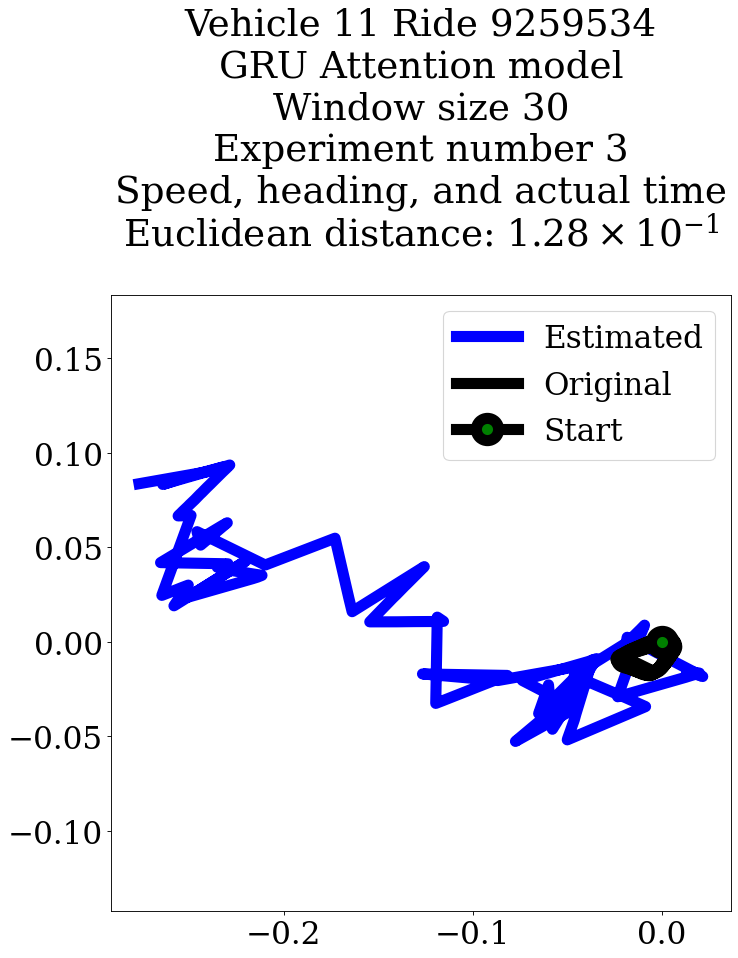 Vehicle 11 Ride 9259534
GRU Attention model
Window size 30
Experiment number 3
Speed, heading, and actual time
Euclidean distance: 1.28 × 10⁻¹
Estimated
Original
Start
0.15
0.10
0.05
0.00
−0.05
−0.10
−0.2
−0.1
0.0